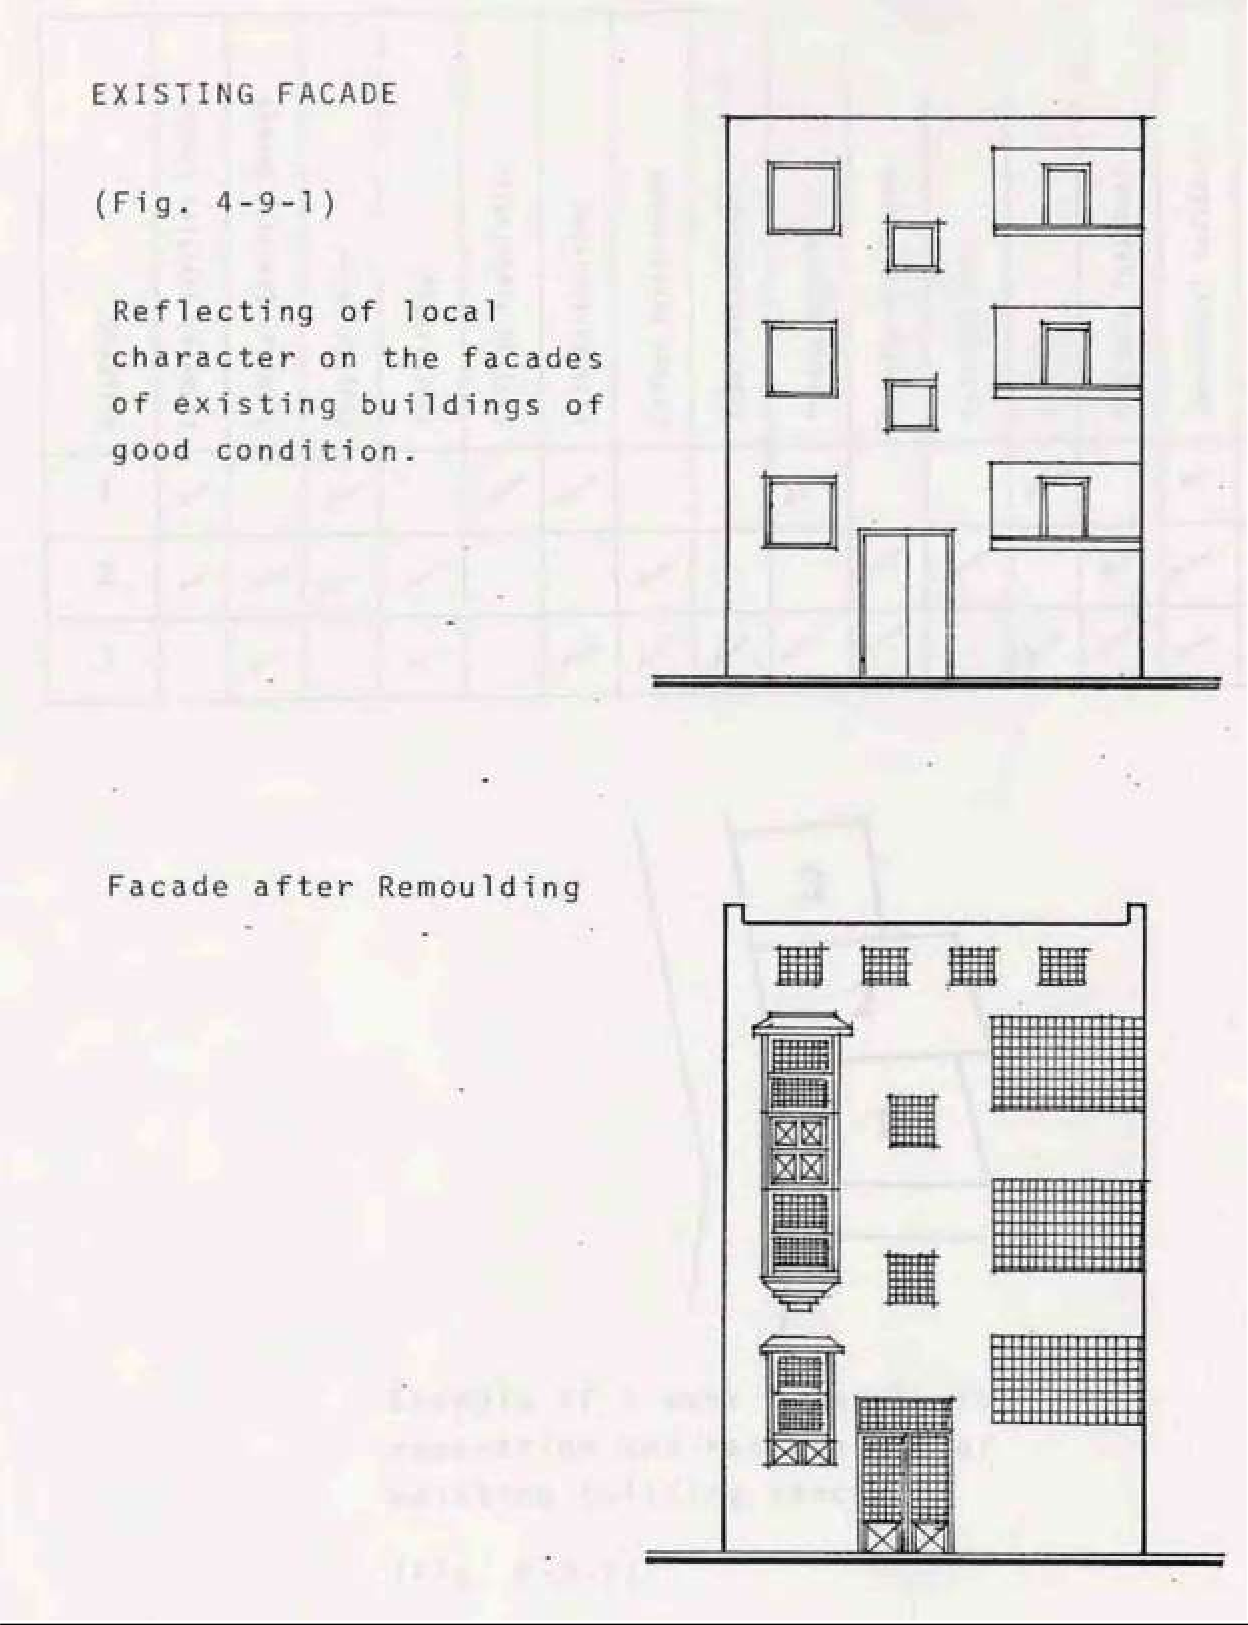 EXISTING FACADE
(Fig. 4-9-1)
Reflecting of local
character on the facades
of existing buildings of
good condition.
Facade after Remoulding